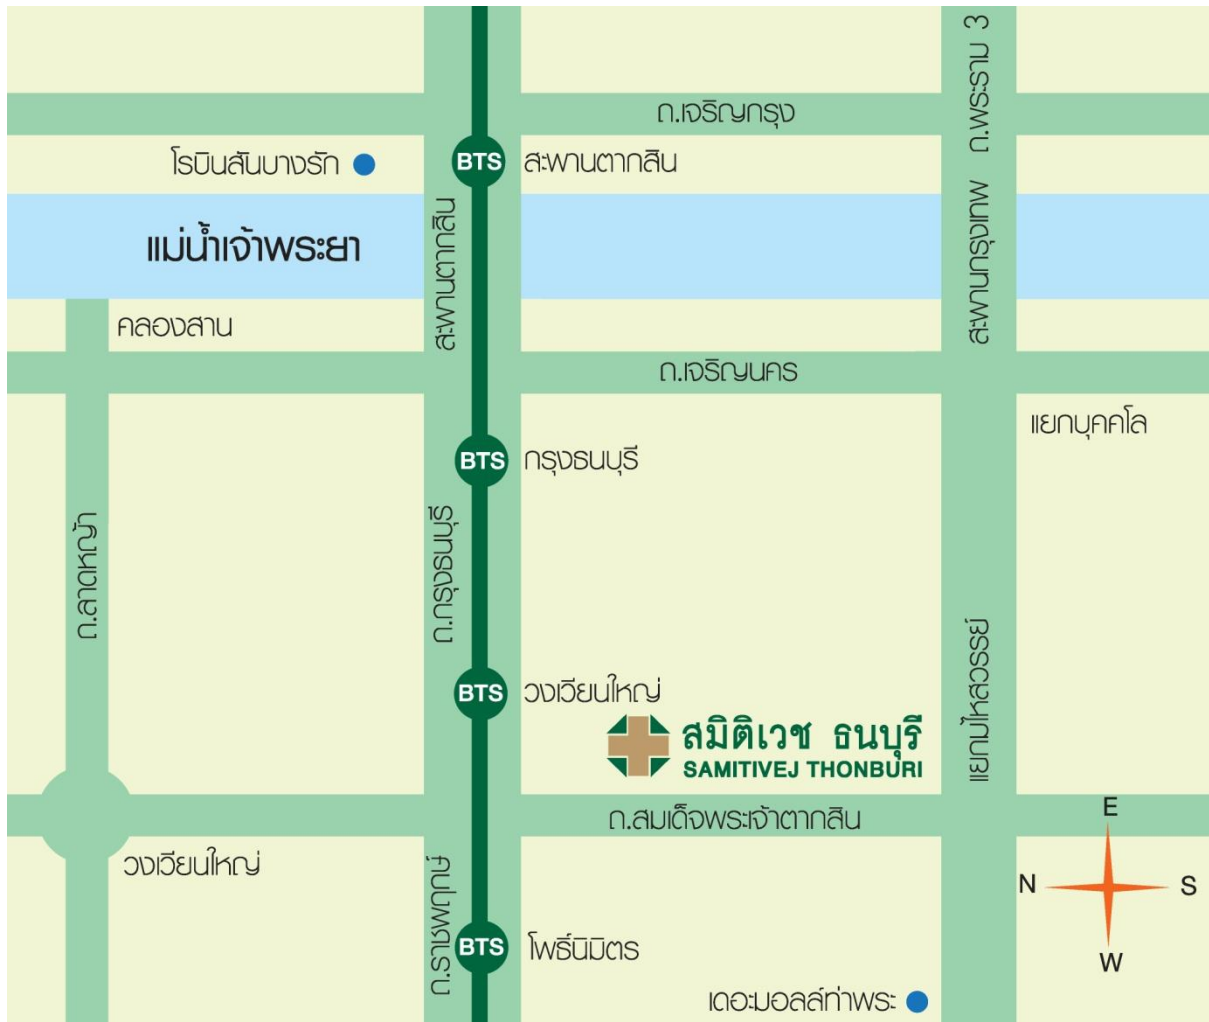 ถ.พระราม 3
ถ.เจริญกรุง
โรบินสันบางรัก
BTS
สะพานตากสิน
แม่น้ำเจ้าพระยา
สะพานตากสิน
สะพานกรุงเทพ
คลองสาน
ถ.เจริญนคร
แยกบุคคโล
BTS
กรุงธนบุรี
ถ.ลาดหญ้า
ถ.กรุงธนบุรี
BTS
วงเวียนใหญ่
แยกมไหสวรรย์
สมิติเวช ธนบุรี
SAMITIVEJ THONBURI
ถ.สมเด็จพระเจ้าตากสิน
วงเวียนใหญ่
ถ.ราชพฤกษ์
BTS
โพธิ์นิมิตร
เดอะมอลล์ท่าพระ
E
N
S
W